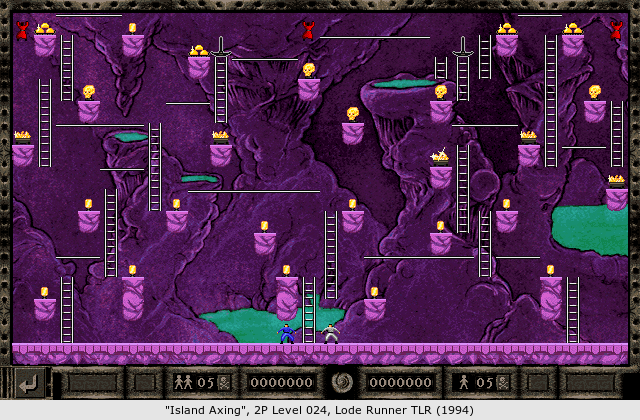 05 0000000 0000000 05
"Island Axing", 2P Level 024, Lode Runner TLR (1994)